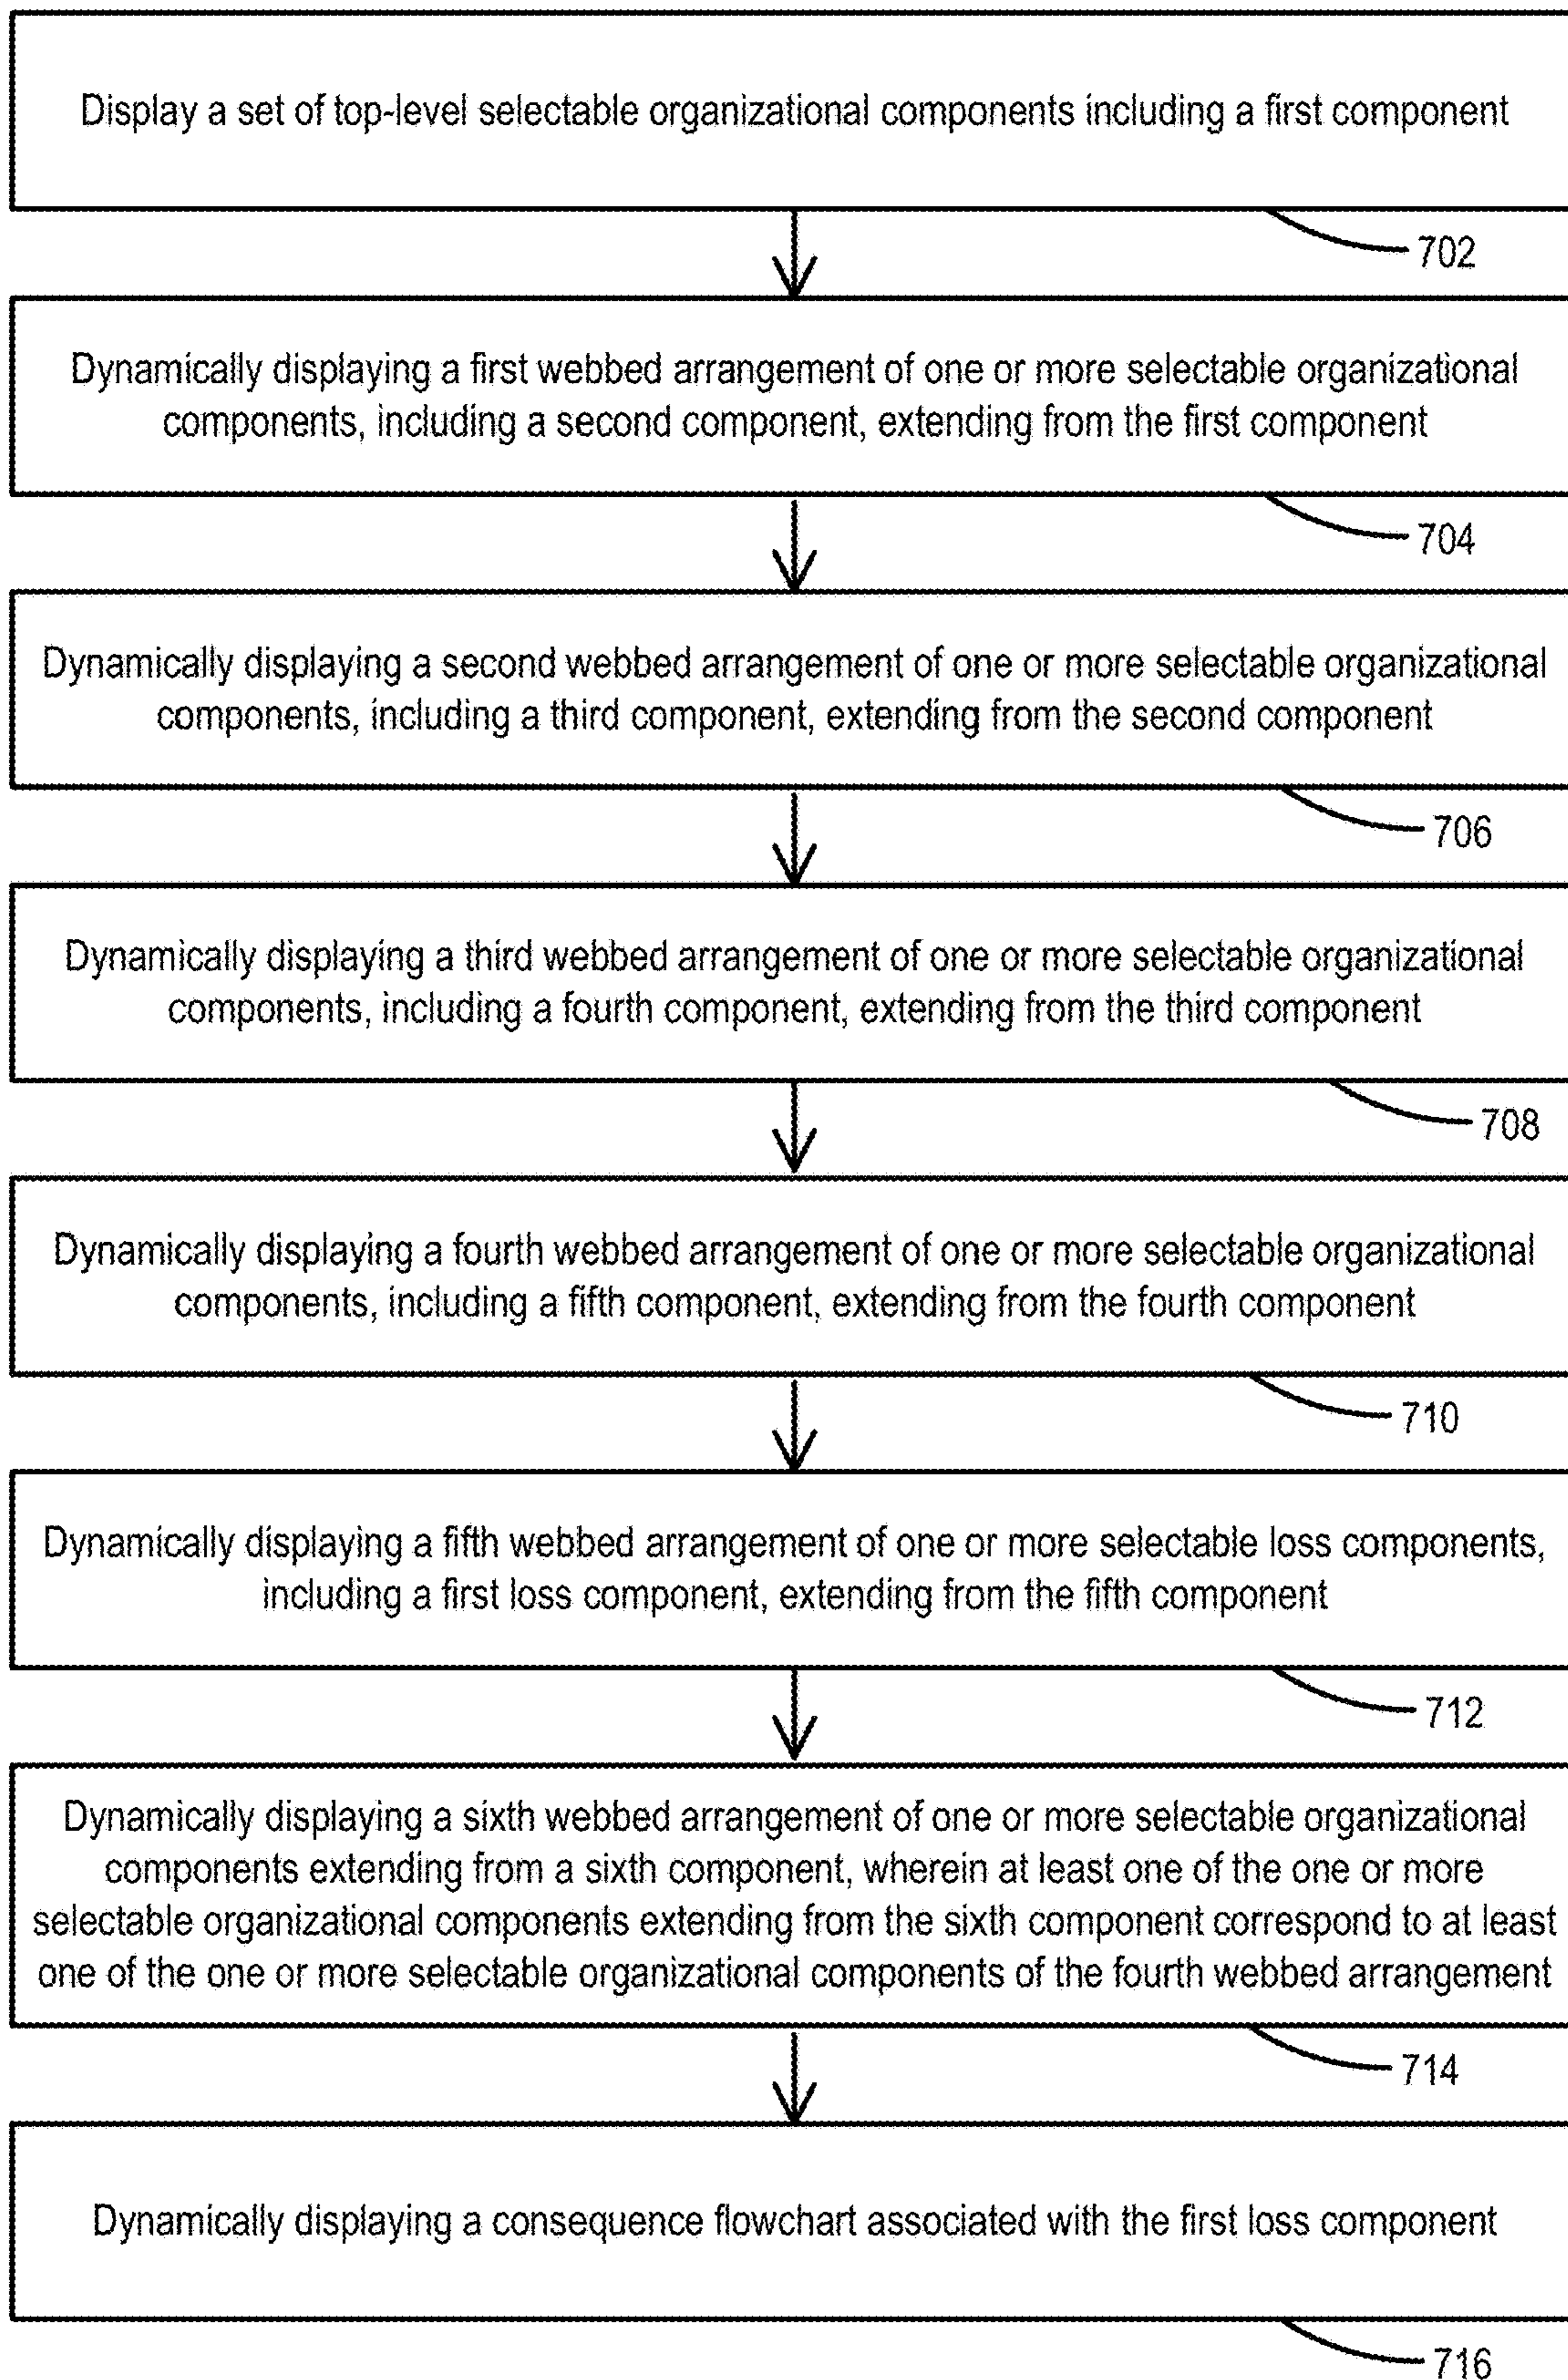 Display a set of top-level selectable organizational components including a first component
702
Dynamically displaying a first webbed arrangement of one or more selectable organizational
components, including a second component, extending from the first component
704
Dynamically displaying a second webbed arrangement of one or more selectable organizational
components, including a third component, extending from the second component
706
Dynamically displaying a third webbed arrangement of one or more selectable organizational
components, including a fourth component, extending from the third component
708
Dynamically displaying a fourth webbed arrangement of one or more selectable organizational
components, including a fifth component, extending from the fourth component
710
Dynamically displaying a fifth webbed arrangement of one or more selectable loss components,
including a first loss component, extending from the fifth component
712
Dynamically displaying a sixth webbed arrangement of one or more selectable organizational
components extending from a sixth component, wherein at least one of the one or more
selectable organizational components extending from the sixth component correspond to at least
one of the one or more selectable organizational components of the fourth webbed arrangement
714
Dynamically displaying a consequence flowchart associated with the first loss component
716